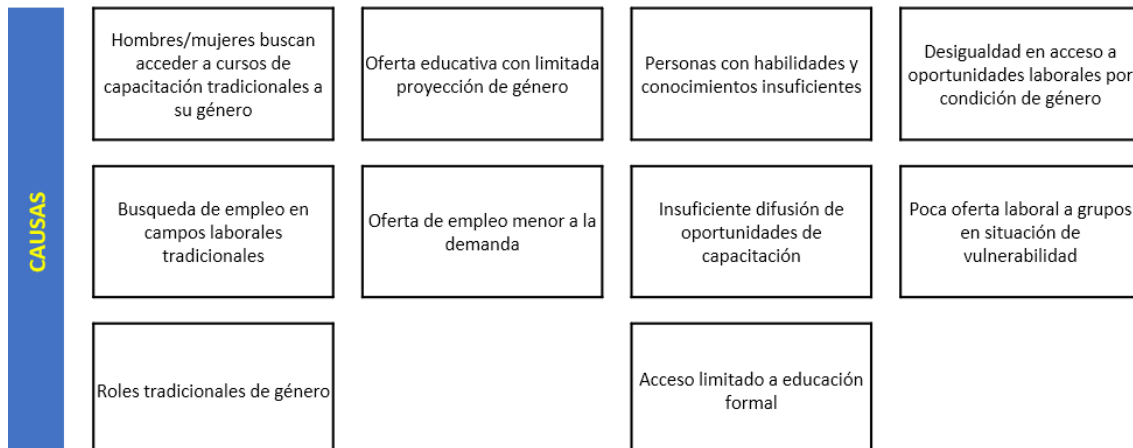 CAUSAS
Hombres/mujeres buscan
acceder a cursos de
capacitación tradicionales a
su género
Oferta educativa con limitada
proyección de género
Personas con habilidades y
conocimientos insuficientes
Desigualdad en acceso a
oportunidades laborales por
condición de género
Busqueda de empleo en
campos laborales
tradicionales
Oferta de empleo menor a la
demanda
Insuficiente difusión de
oportunidades de
capacitación
Poca oferta laboral a grupos
en situación de
vulnerabilidad
Roles tradicionales de género
Acceso limitado a educación
formal